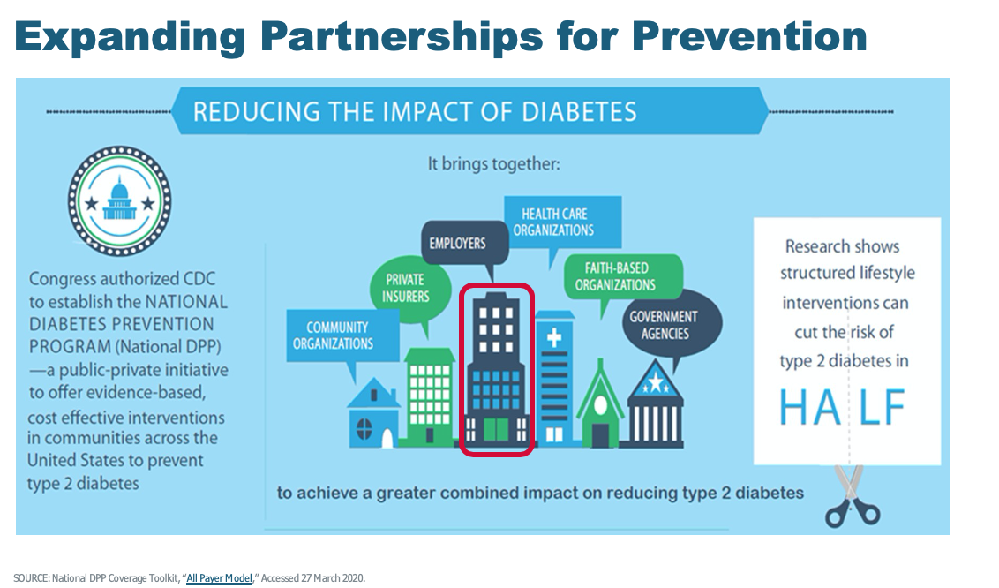 Expanding Partnerships for Prevention
REDUCING THE IMPACT OF DIABETES
Congress authorized CDC
to establish the NATIONAL
DIABETES PREVENTION
PROGRAM (National DPP)
—a public-private initiative
to offer evidence-based,
cost effective interventions
in communities across the
United States to prevent
type 2 diabetes
It brings together:
COMMUNITY
ORGANIZATIONS
PRIVATE
INSURERS
EMPLOYERS
HEALTH CARE
ORGANIZATIONS
FAITH-BASED
ORGANIZATIONS
GOVERNMENT
AGENCIES
to achieve a greater combined impact on reducing type 2 diabetes
Research shows
structured lifestyle
interventions can
cut the risk of
type 2 diabetes in
HALF
SOURCE: National DPP Coverage Toolkit, “All Payer Model,” Accessed 27 March 2020.